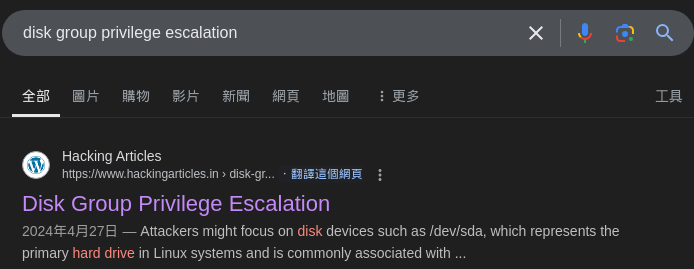 disk group privilege escalation
全部 圖片 購物 影片 新聞 網頁 地圖 更多 工具
Hacking Articles
https://www.hackingarticles.in › disk-gr... · 翻譯這個網頁
Disk Group Privilege Escalation
2024年4月27日 — Attackers might focus on disk devices such as /dev/sda, which represents the
primary hard drive in Linux systems and is commonly associated with ...